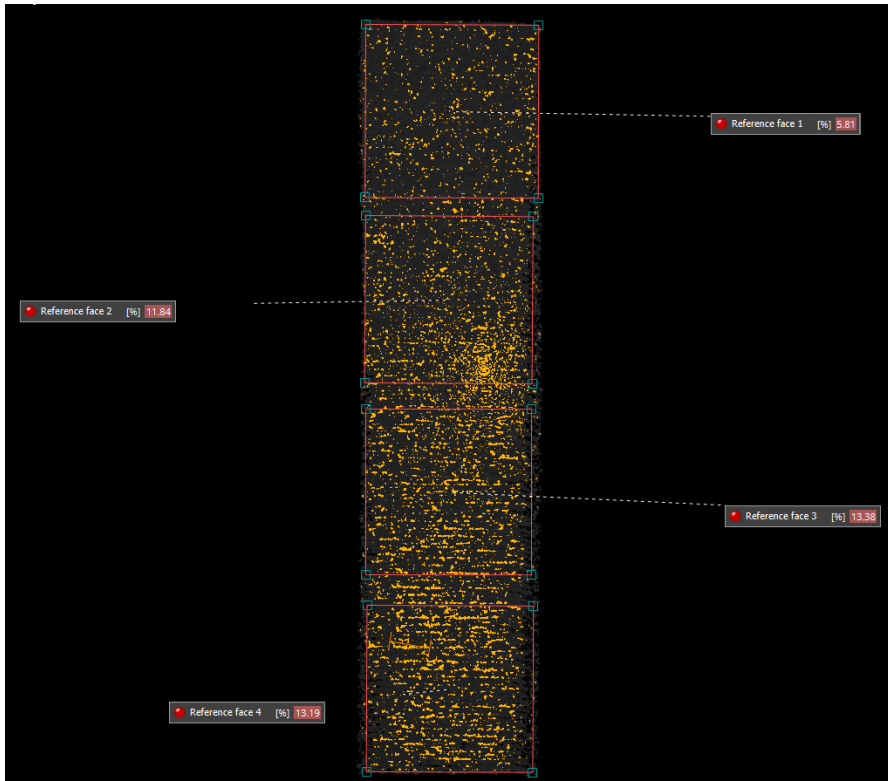 Reference face 1 [%] 5.81
Reference face 2 [%] 11.84
Reference face 3 [%] 13.38
Reference face 4 [%] 13.19